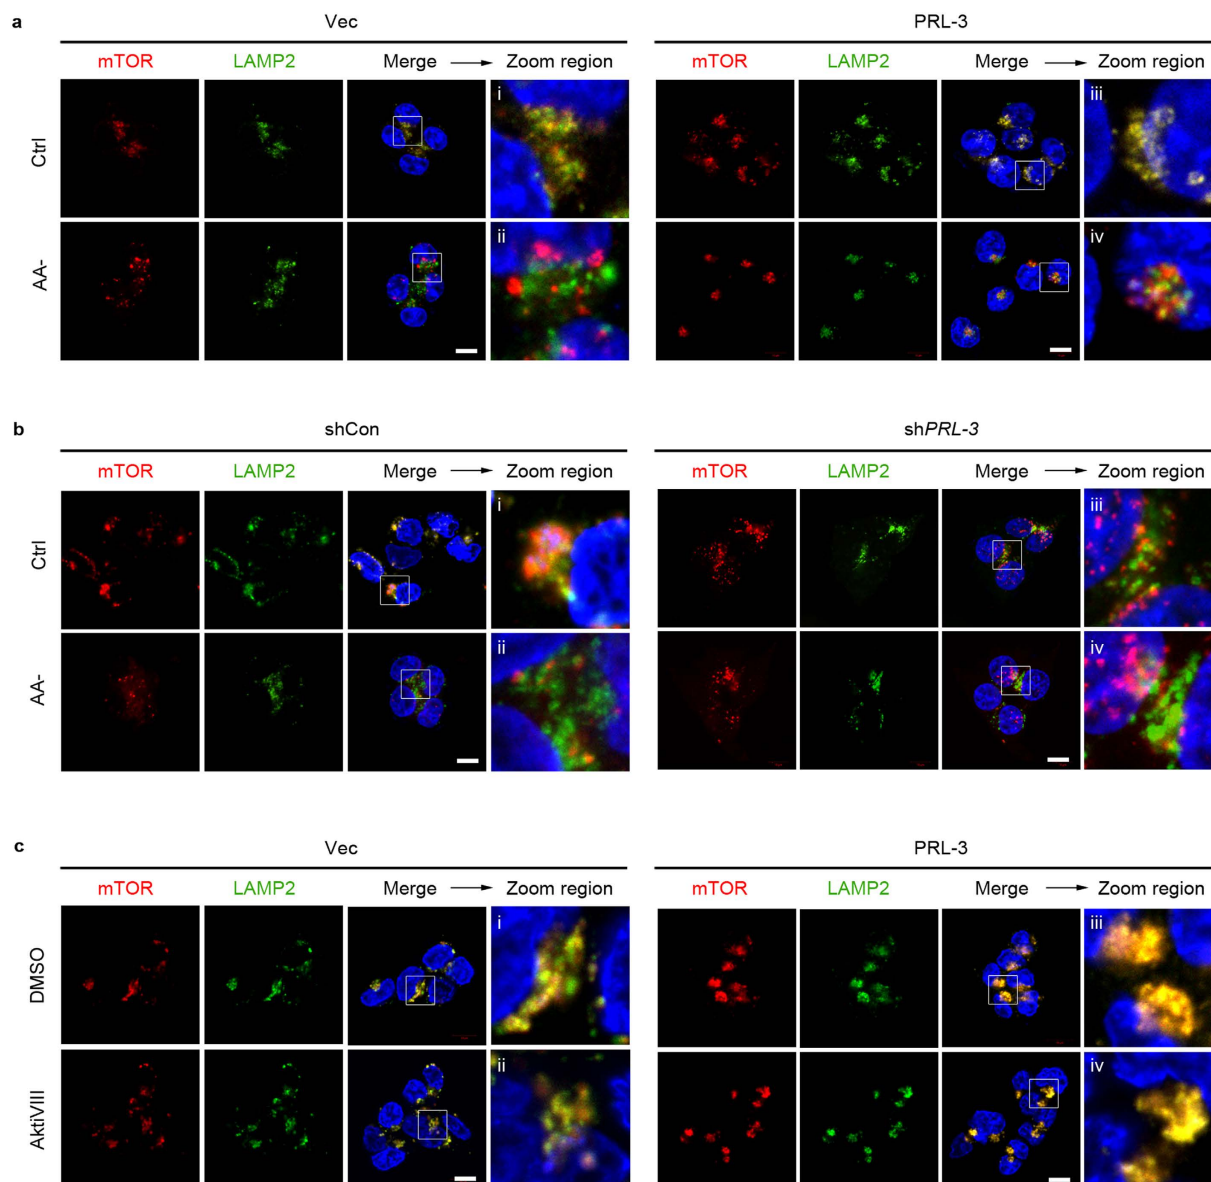 a
Vec
PRL-3
mTOR LAMP2 Merge Zoom region
mTOR LAMP2 Merge Zoom region
Ctrl
i
iii
AA-
ii
iv
b
shCon
shPRL-3
mTOR LAMP2 Merge Zoom region
mTOR LAMP2 Merge Zoom region
Ctrl
i
iii
AA-
ii
iv
c
Vec
PRL-3
mTOR LAMP2 Merge Zoom region
mTOR LAMP2 Merge Zoom region
DMSO
i
iii
AktiVIII
ii
iv